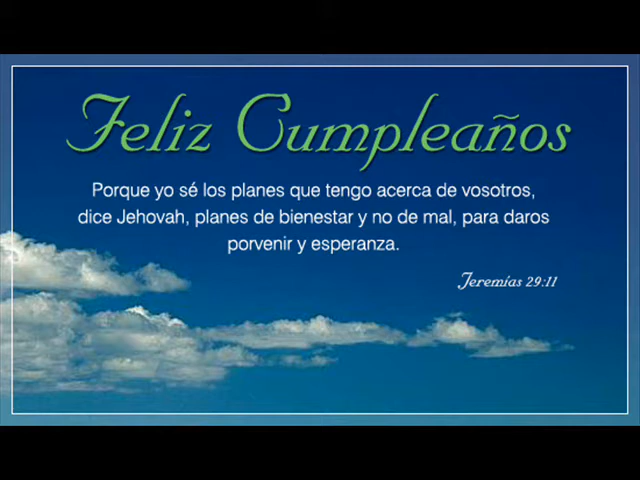 Feliz Cumpleaños
Porque yo sé los planes que tengo acerca de vosotros,
dice Jehovah, planes de bienestar y no de mal, para daros
porvenir y esperanza.
Jeremías 29:11